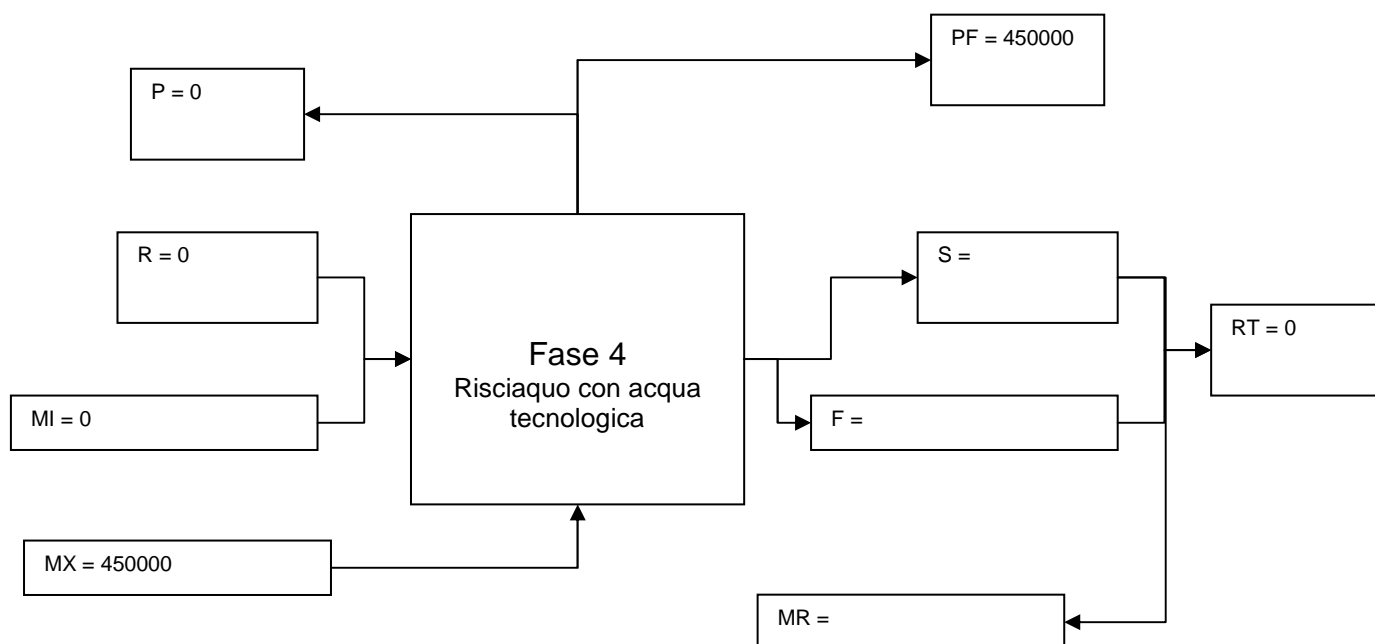 PF = 450000
P = 0
R = 0
S =
RT = 0
Fase 4
Risciaquo con acqua
tecnologica
MI = 0
F =
MX = 450000
MR =